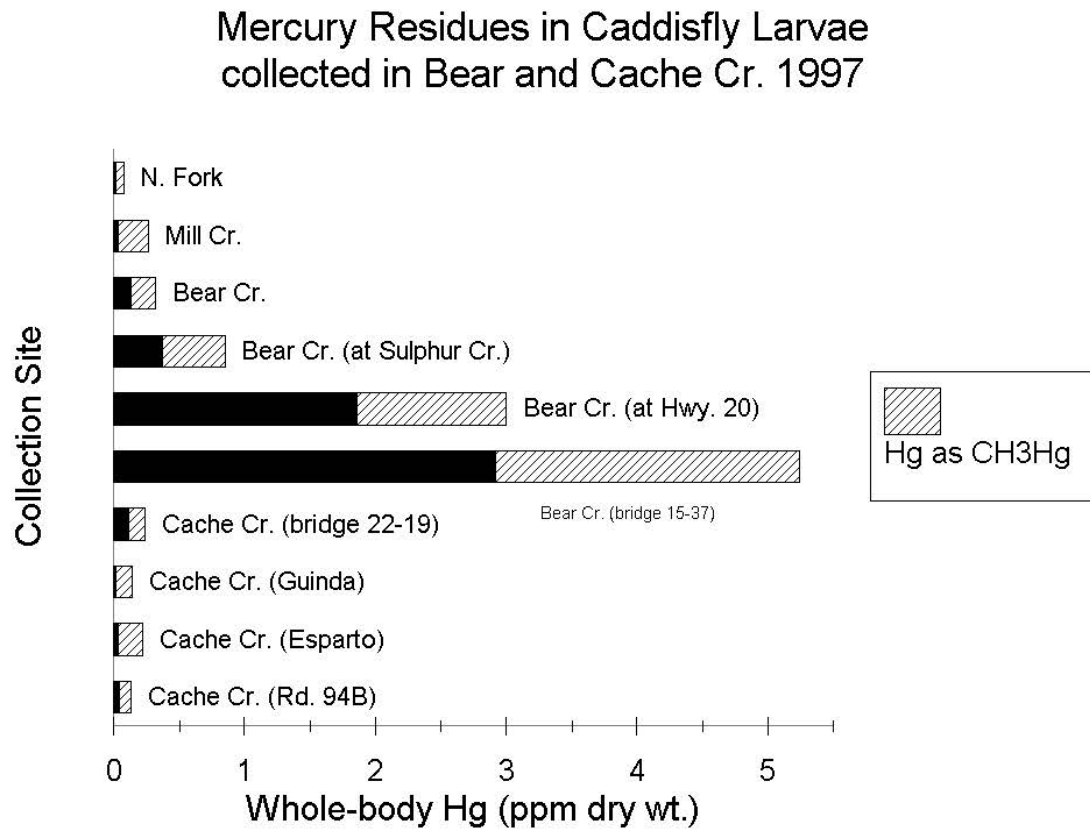 Mercury Residues in Caddisfly Larvae
collected in Bear and Cache Cr. 1997
Collection Site
N. Fork
Mill Cr.
Bear Cr.
Bear Cr. (at Sulphur Cr.)
Bear Cr. (at Hwy. 20)
Bear Cr. (bridge 15-37)
Cache Cr. (bridge 22-19)
Cache Cr. (Guinda)
Cache Cr. (Esparto)
Cache Cr. (Rd. 94B)
0 1 2 3 4 5
Whole-body Hg (ppm dry wt.)
Hg as CH3Hg